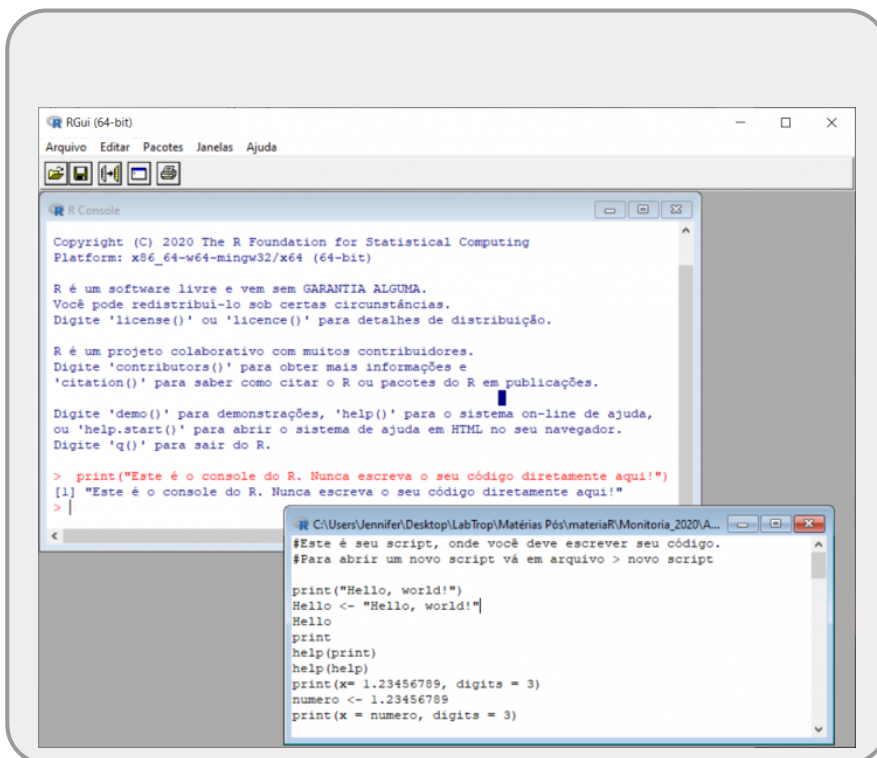 RGui (64-bit)
Arquivo Editar Pacotes Janelas Ajuda
R Console
Copyright (C) 2020 The R Foundation for Statistical Computing
Platform: x86_64-w64-mingw32/x64 (64-bit)
R é um software livre e vem sem GARANTIA ALGUMA.
Você pode redistribuí-lo sob certas circunstâncias.
Digite 'license()' ou 'licence()' para detalhes de distribuição.
R é um projeto colaborativo com muitos contribuidores.
Digite 'contributors()' para obter mais informações e
'citation()' para saber como citar o R ou pacotes do R em publicações.
Digite 'demo()' para demonstrações, 'help()' para o sistema on-line de ajuda,
ou 'help.start()' para abrir o sistema de ajuda em HTML no seu navegador.
Digite 'q()' para sair do R.
> print("Este é o console do R. Nunca escreva o seu código diretamente aqui!")
[1] "Este é o console do R. Nunca escreva o seu código diretamente aqui!"
>
C:\Users\Jennifer\Desktop\LabTrop\Matérias Pós\materiaR\Monitoria_2020\A...
#Este é seu script, onde você deve escrever seu código.
#Para abrir um novo script vá em arquivo > novo script
print("Hello, world!")
Hello <- "Hello, world!"
Hello
print
help(print)
help(help)
print(x= 1.23456789, digits = 3)
numero <- 1.23456789
print(x = numero, digits = 3)